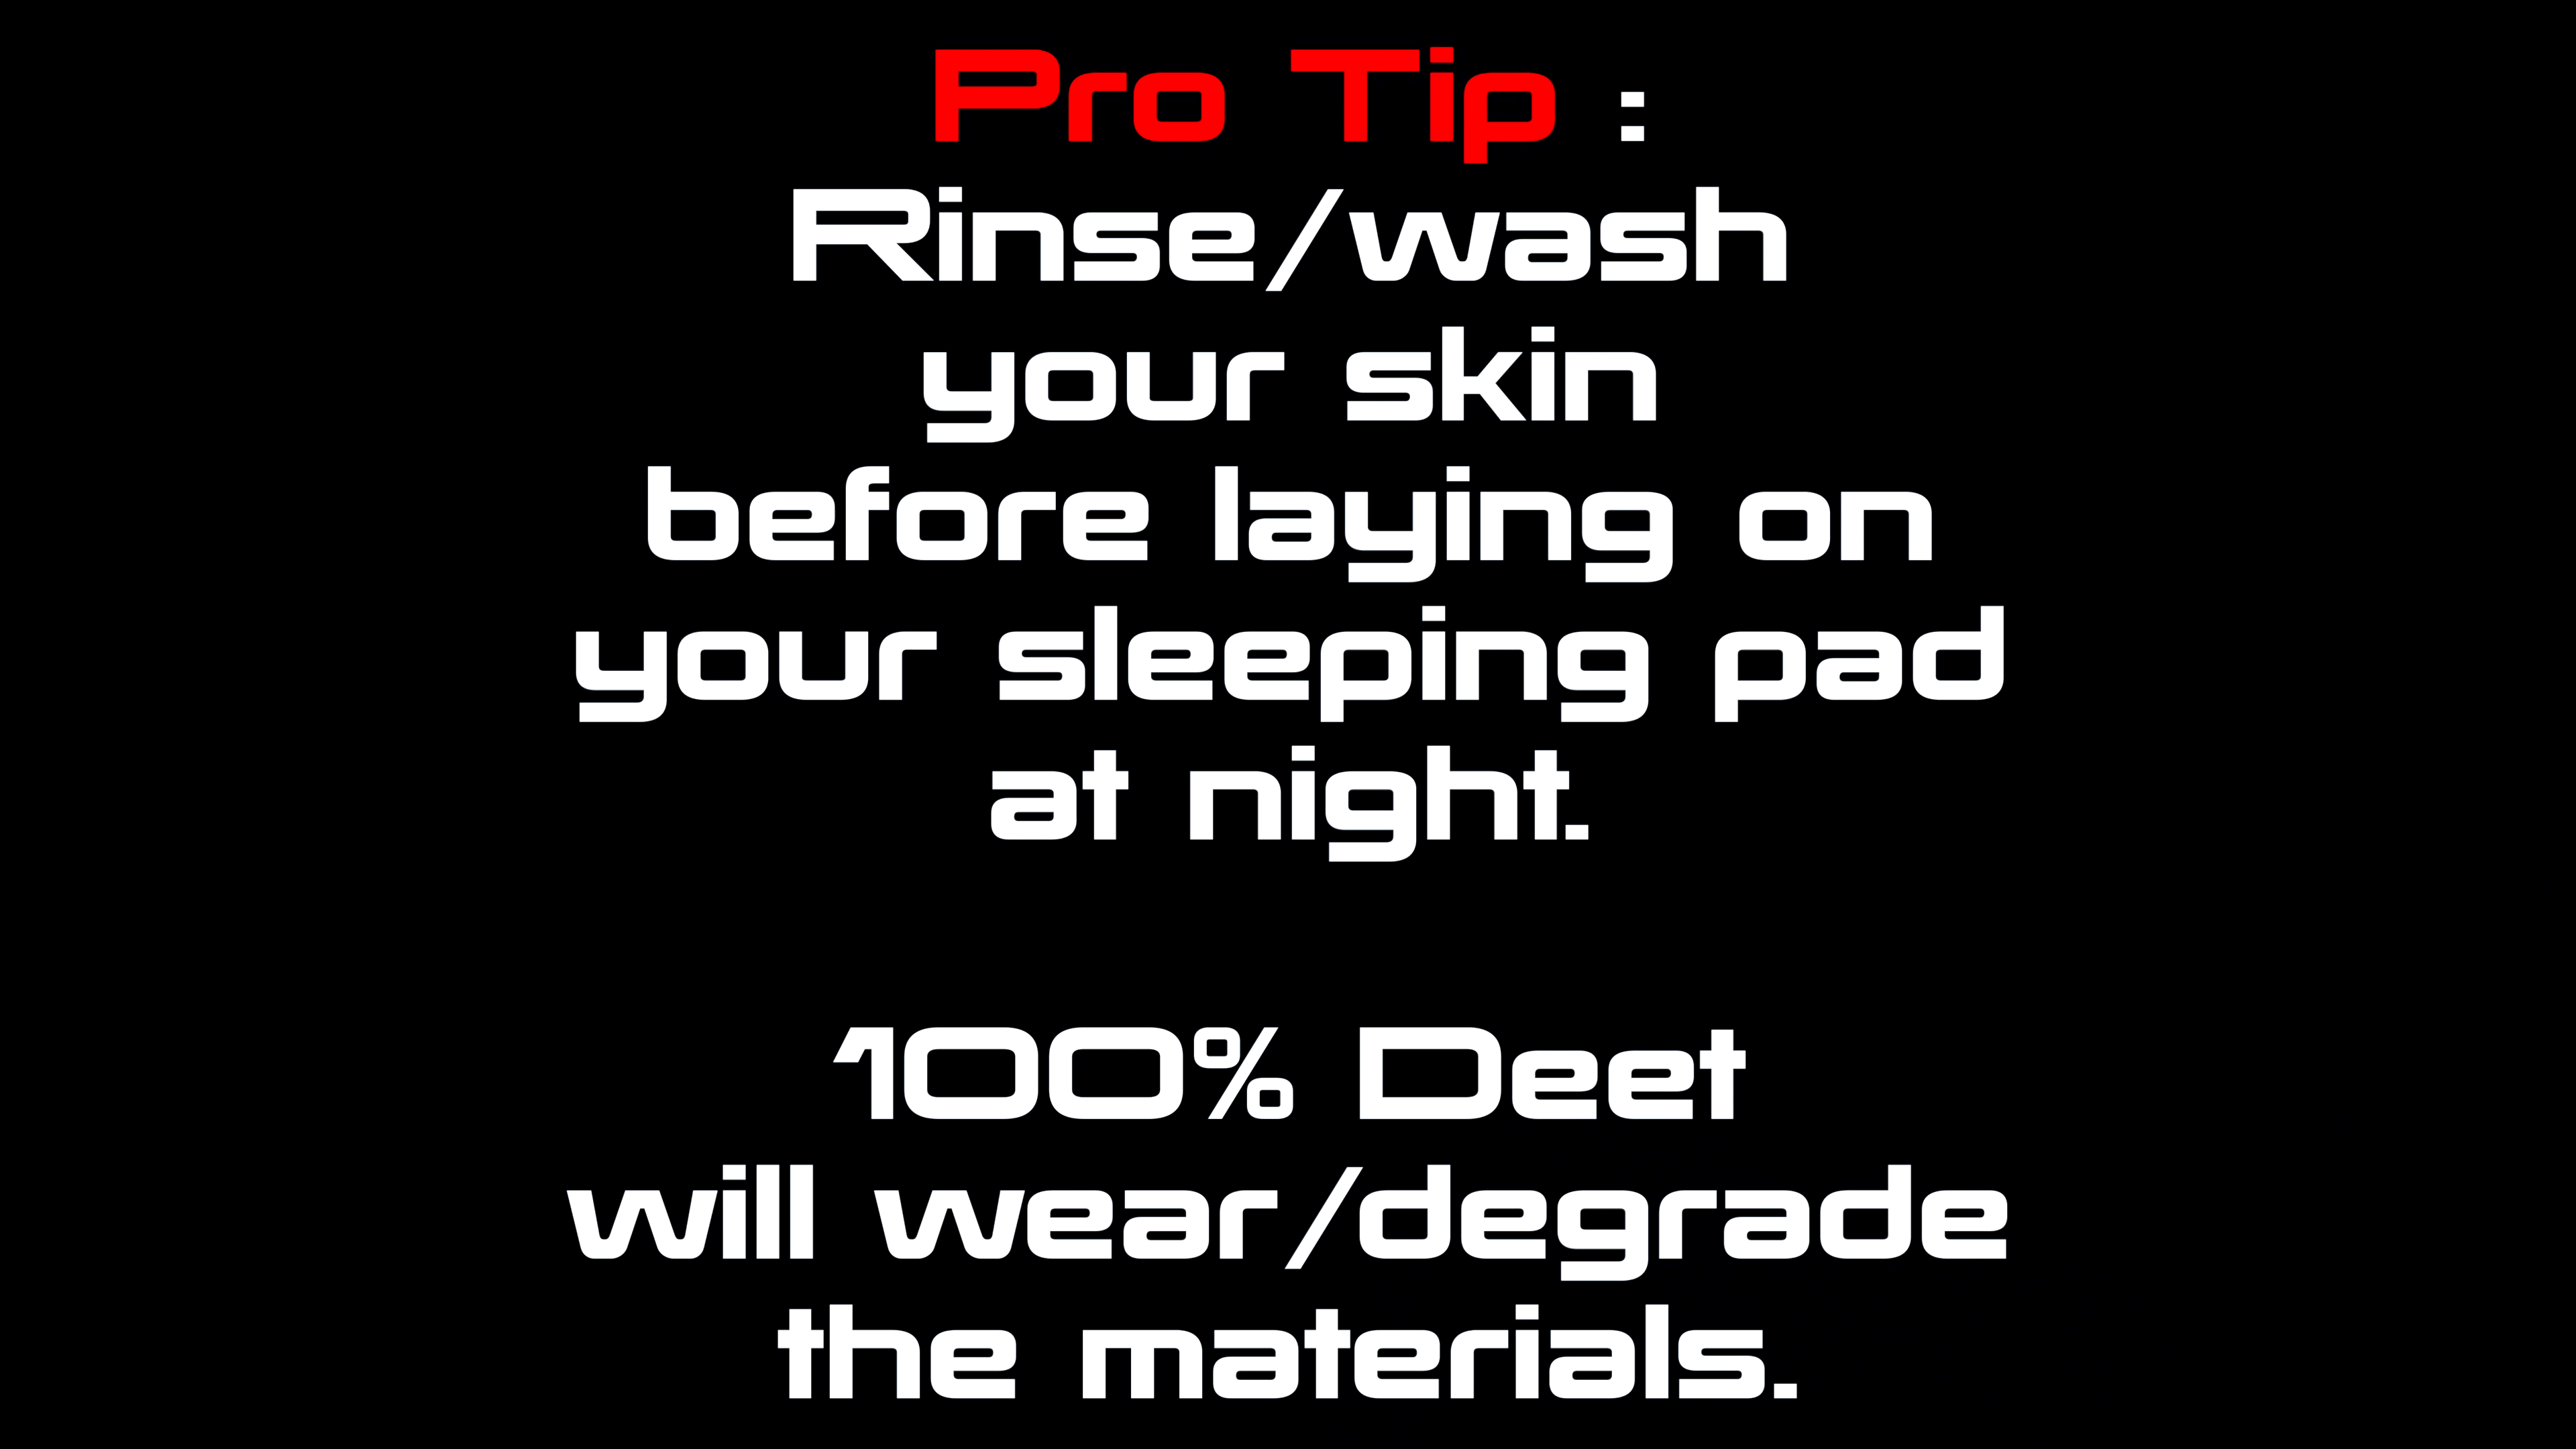 Pro Tip :
Rinse/wash
your skin
before laying on
your sleeping pad
at night.
100% Deet
will wear/degrade
the materials.